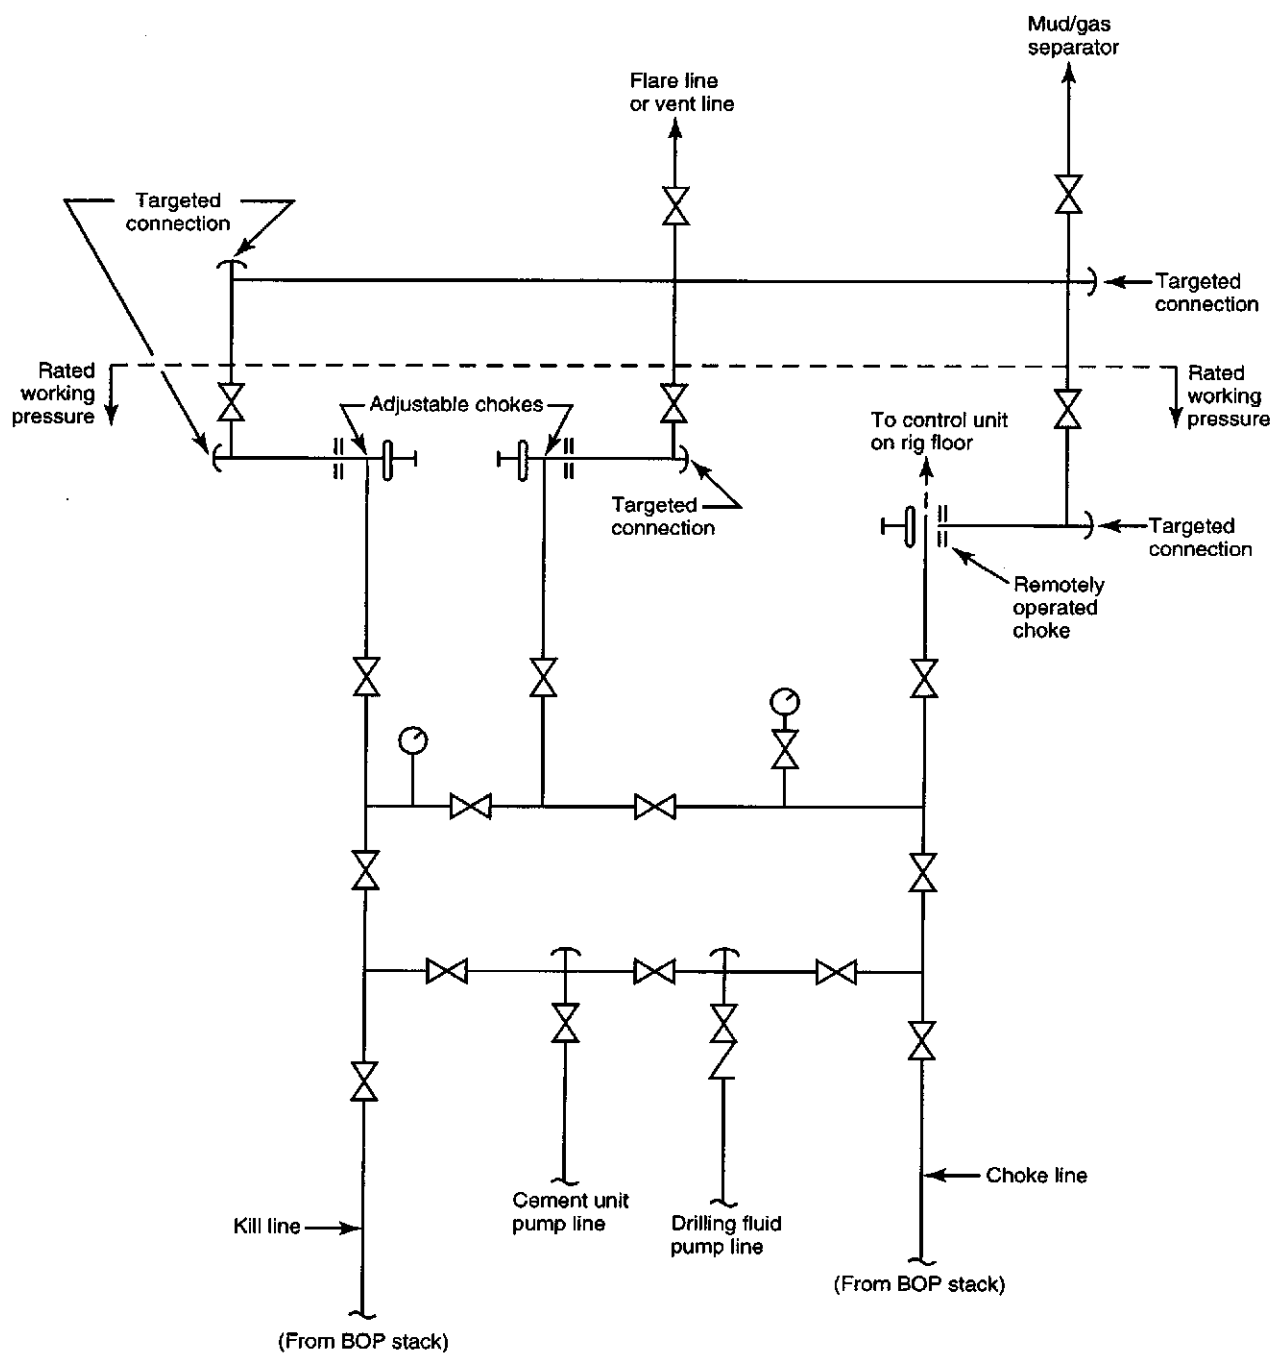 Mud/gas
separator
Flare line
or vent line
Targeted
connection
Targeted
connection
Rated
working
pressure
Adjustable chokes
Rated
working
pressure
To control unit
on rig floor
Targeted
connection
Targeted
connection
Remotely
operated
choke
Choke line
Cement unit
pump line
Drilling fluid
pump line
Kill line
(From BOP stack)
(From BOP stack)